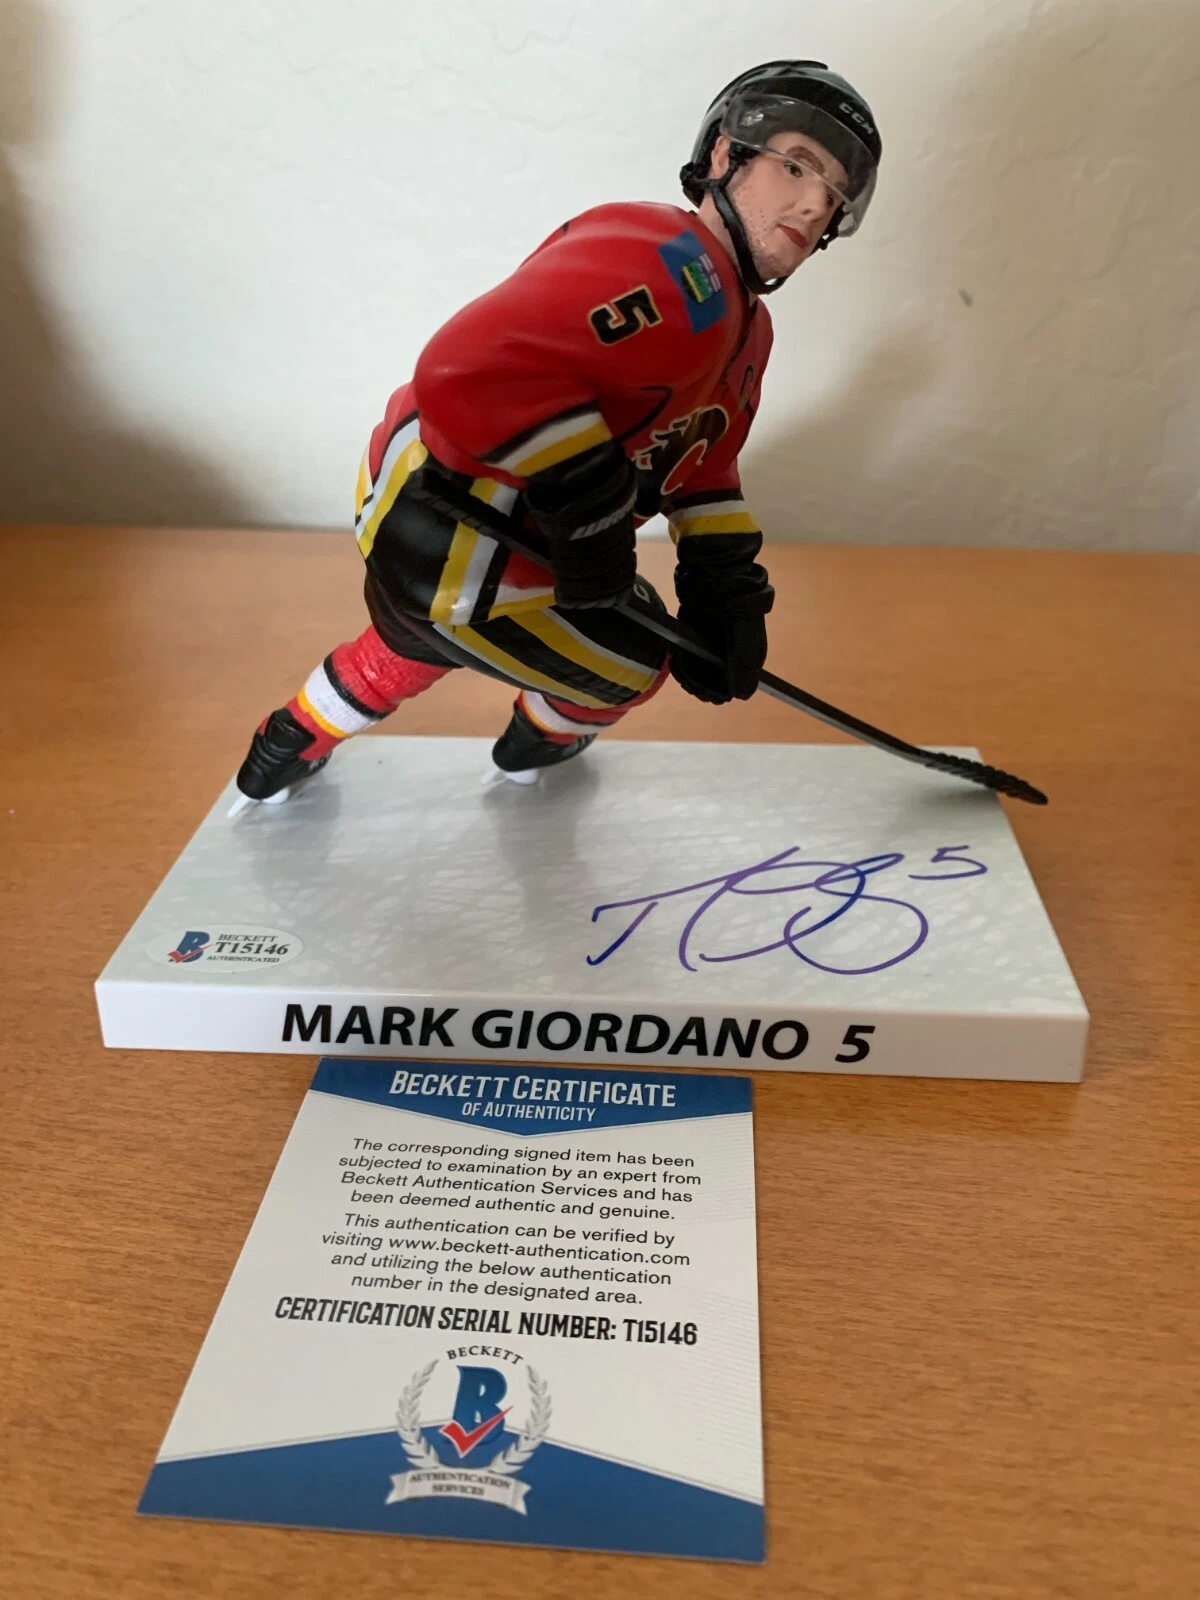 CCM
5
C
C
WARRIOR
5
BECKETT
T15146
AUTHENTICATED
MARK GIORDANO 5
BECKETT CERTIFICATE
OF AUTHENTICITY
The corresponding signed item has been
subjected to examination by an expert from
Beckett Authentication Services and has
been deemed authentic and genuine.
This authentication can be verified by
visiting www.beckett-authentication.com
and utilizing the below authentication
number in the designated area.
CERTIFICATION SERIAL NUMBER: T15146
BECKETT
B
AUTHENTICATION
SERVICES